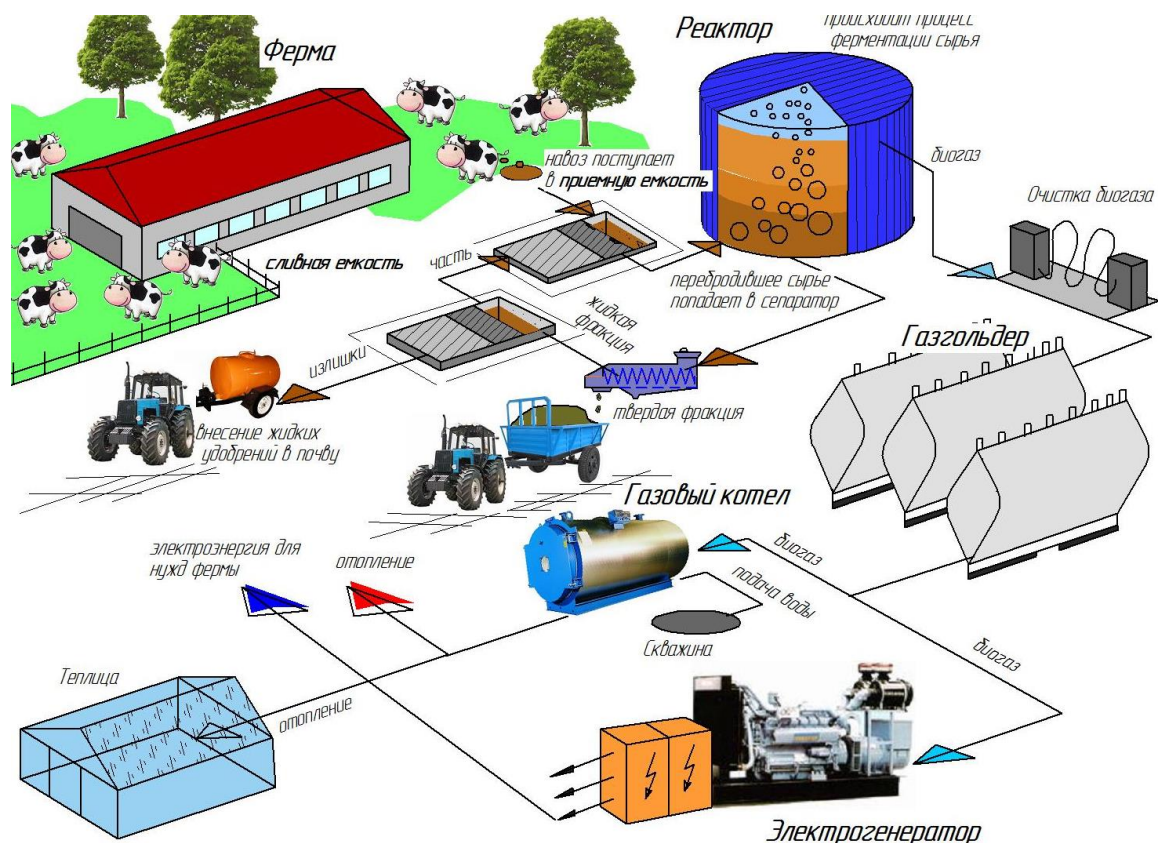 Ферма
Реактор
происходит процесс
ферментации сырья
навоз поступает
в приемную емкость
биогаз
Очистка биогаза
сливная емкость
часть
перебродившее сырье
попадает в сепаратор
жидкая
фракция
Газгольдер
излишки
твердая фракция
внесение жидких
удобрений в почву
Газовый котел
электроэнергия для
нужд фермы
отопление
биогаз
подача воды
Скважина
биогаз
Теплица
отопление
Электрогенератор